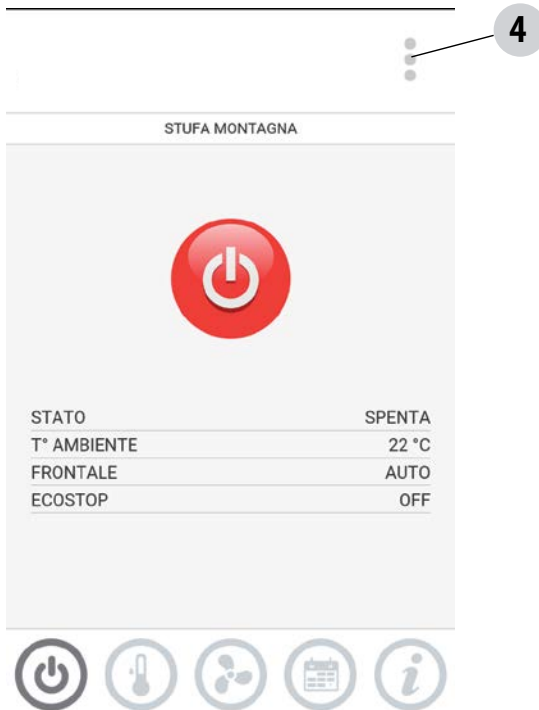 4
STUFA MONTAGNA
STATO SPENTA
T° AMBIENTE 22 °C
FRONTALE AUTO
ECOSTOP OFF
i